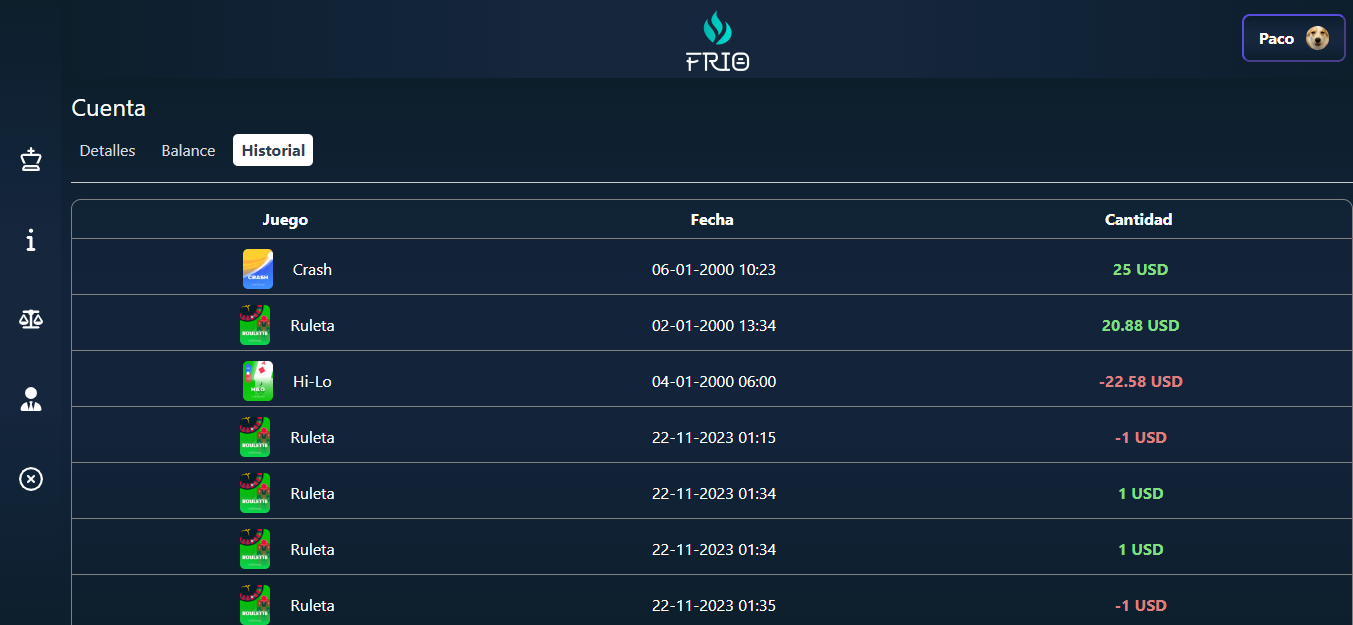 FRIO
Paco
Cuenta
Detalles Balance Historial
Juego Fecha Cantidad
CRASH Crash 06-01-2000 10:23 25 USD
ROULETTE Ruleta 02-01-2000 13:34 20.88 USD
HILO Hi-Lo 04-01-2000 06:00 -22.58 USD
ROULETTE Ruleta 22-11-2023 01:15 -1 USD
ROULETTE Ruleta 22-11-2023 01:34 1 USD
ROULETTE Ruleta 22-11-2023 01:34 1 USD
ROULETTE Ruleta 22-11-2023 01:35 -1 USD